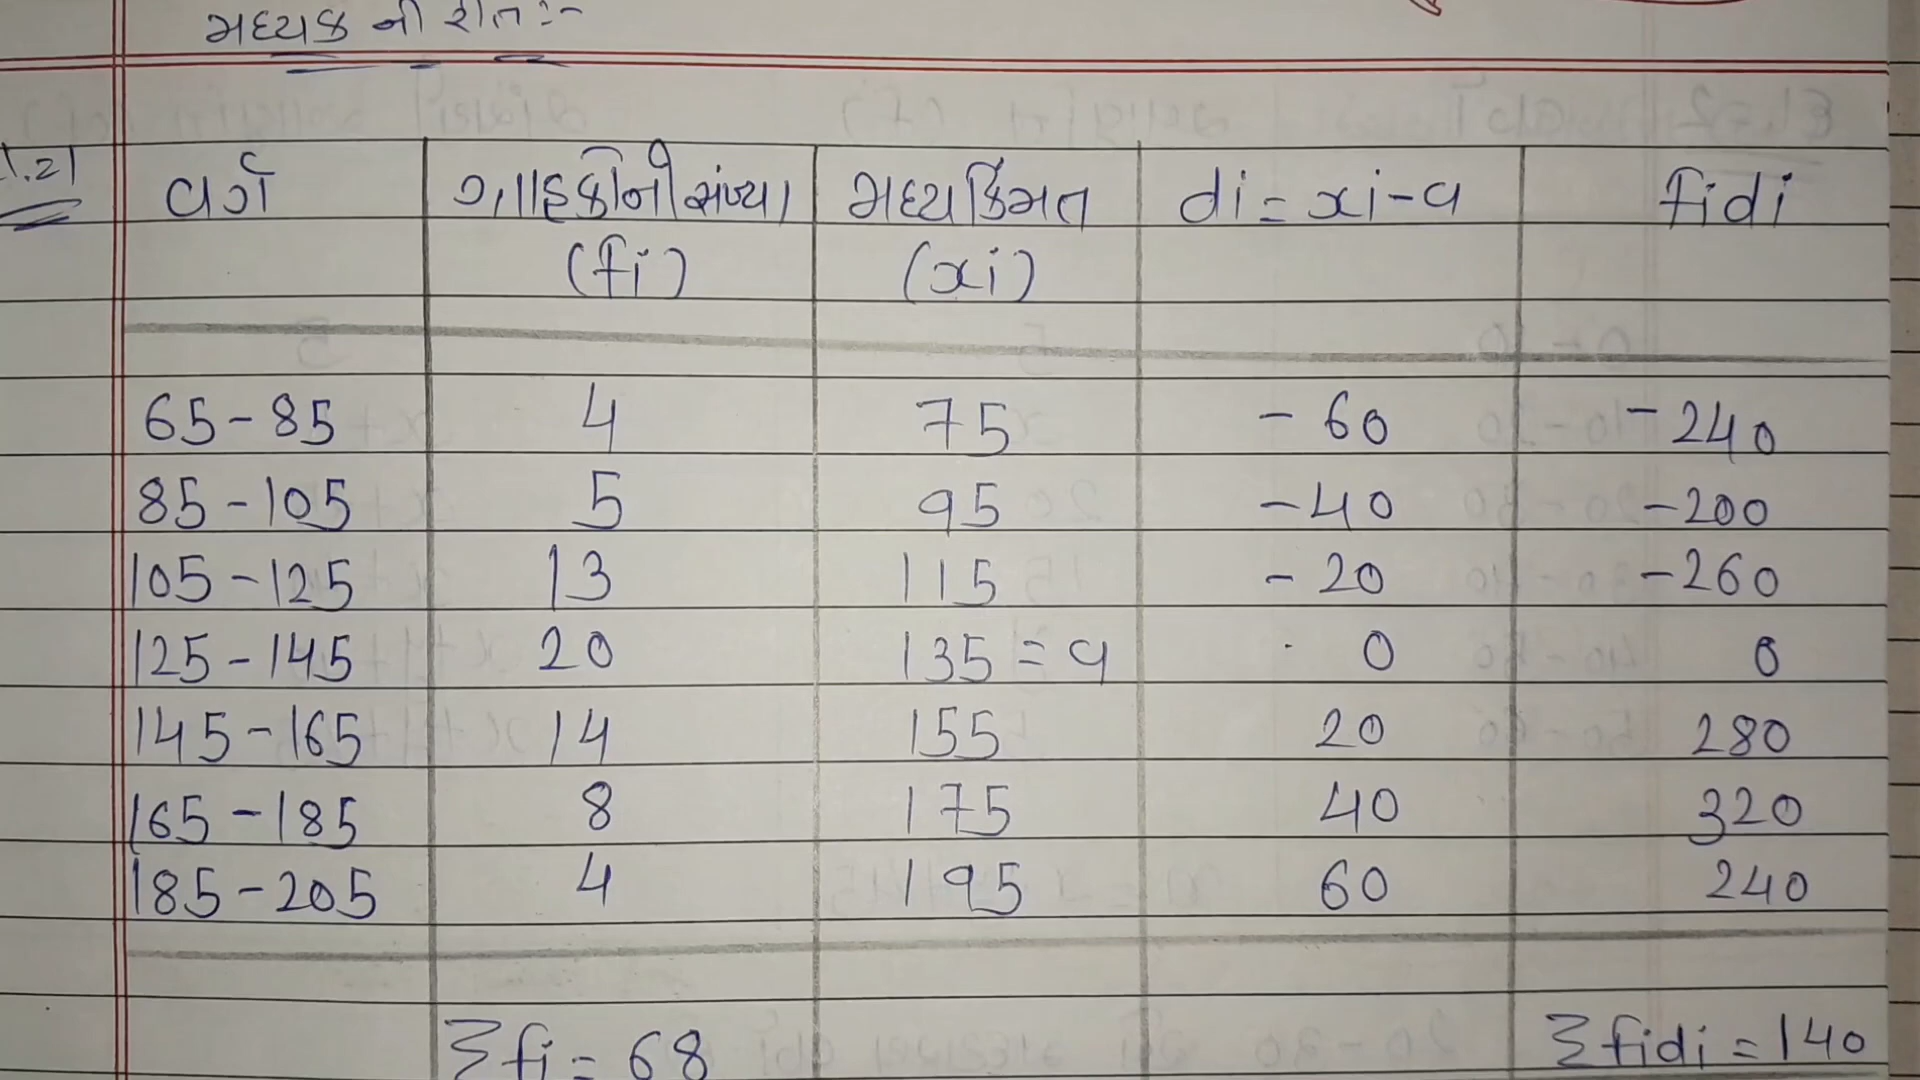 મધ્યક ની રીત :-
વર્ગ ગ્રાહકોની સંખ્યા મધ્યકિંમત di = xi - a fidi
(fi) (xi)
65 - 85 4 75 - 60 - 240
85 - 105 5 95 - 40 - 200
105 - 125 13 115 - 20 - 260
125 - 145 20 135 = a 0 0
145 - 165 14 155 20 280
165 - 185 8 175 40 320
185 - 205 4 195 60 240
Σfi = 68 Σfidi = 140